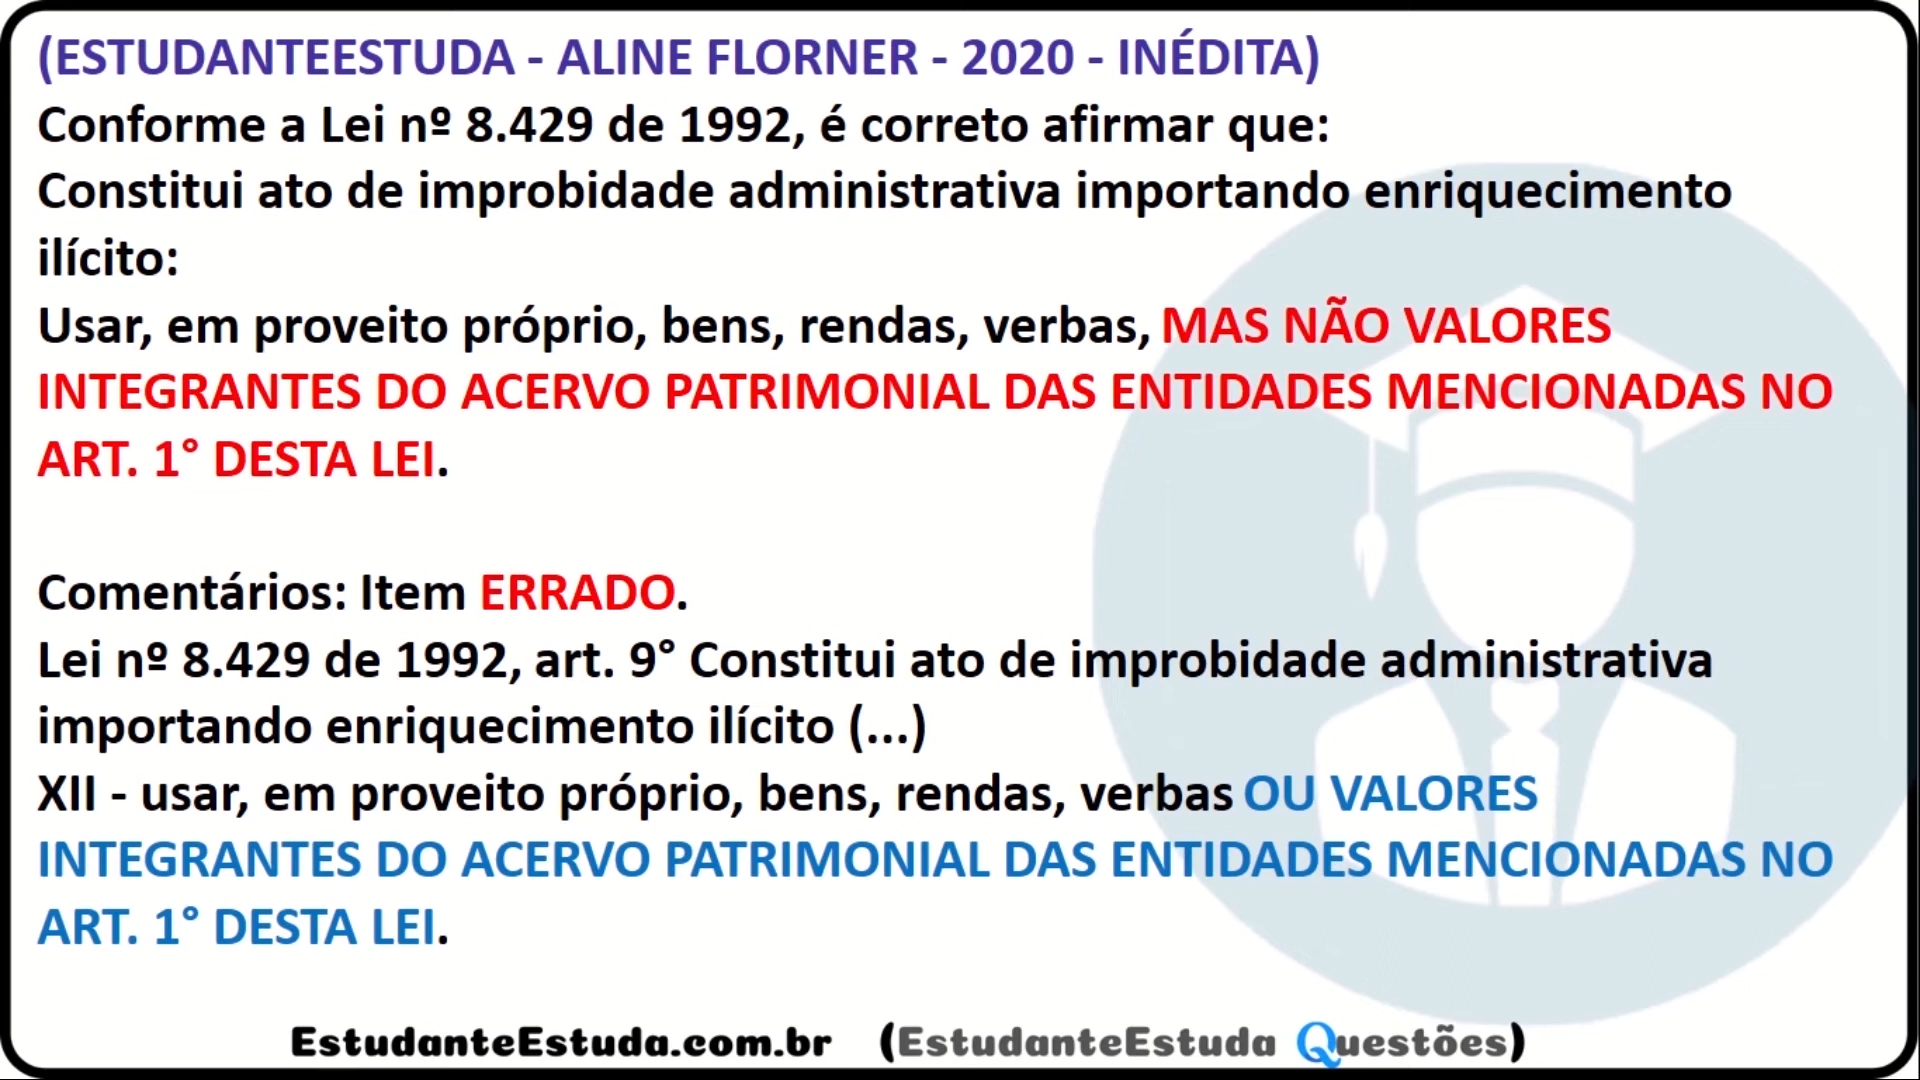 (ESTUDANTEESTUDA - ALINE FLORNER - 2020 - INÉDITA)
Conforme a Lei nº 8.429 de 1992, é correto afirmar que:
Constitui ato de improbidade administrativa importando enriquecimento
ilícito:
Usar, em proveito próprio, bens, rendas, verbas, MAS NÃO VALORES
INTEGRANTES DO ACERVO PATRIMONIAL DAS ENTIDADES MENCIONADAS NO
ART. 1° DESTA LEI.
Comentários: Item ERRADO.
Lei nº 8.429 de 1992, art. 9° Constitui ato de improbidade administrativa
importando enriquecimento ilícito (...)
XII - usar, em proveito próprio, bens, rendas, verbas OU VALORES
INTEGRANTES DO ACERVO PATRIMONIAL DAS ENTIDADES MENCIONADAS NO
ART. 1° DESTA LEI.
EstudanteEstuda.com.br (EstudanteEstuda Questões)